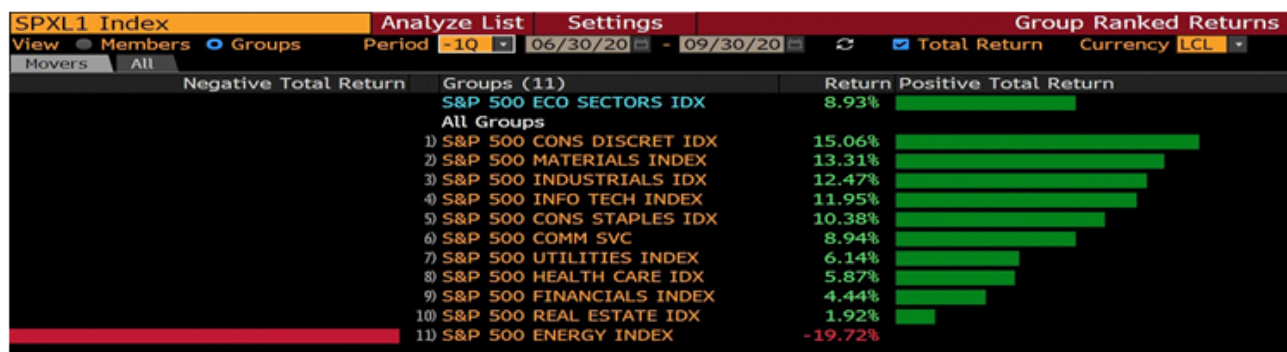 SPXL1 Index Analyze List Settings Group Ranked Returns
View Members Groups Period -1Q 06/30/20 - 09/30/20 Total Return Currency LCL
Movers All
Negative Total Return Groups (11) Return Positive Total Return
S&P 500 ECO SECTORS IDX 8.93%
All Groups
1) S&P 500 CONS DISCRET IDX 15.06%
2) S&P 500 MATERIALS INDEX 13.31%
3) S&P 500 INDUSTRIALS IDX 12.47%
4) S&P 500 INFO TECH INDEX 11.95%
5) S&P 500 CONS STAPLES IDX 10.38%
6) S&P 500 COMM SVC 8.94%
7) S&P 500 UTILITIES INDEX 6.14%
8) S&P 500 HEALTH CARE IDX 5.87%
9) S&P 500 FINANCIALS INDEX 4.44%
10) S&P 500 REAL ESTATE IDX 1.92%
11) S&P 500 ENERGY INDEX -19.72%